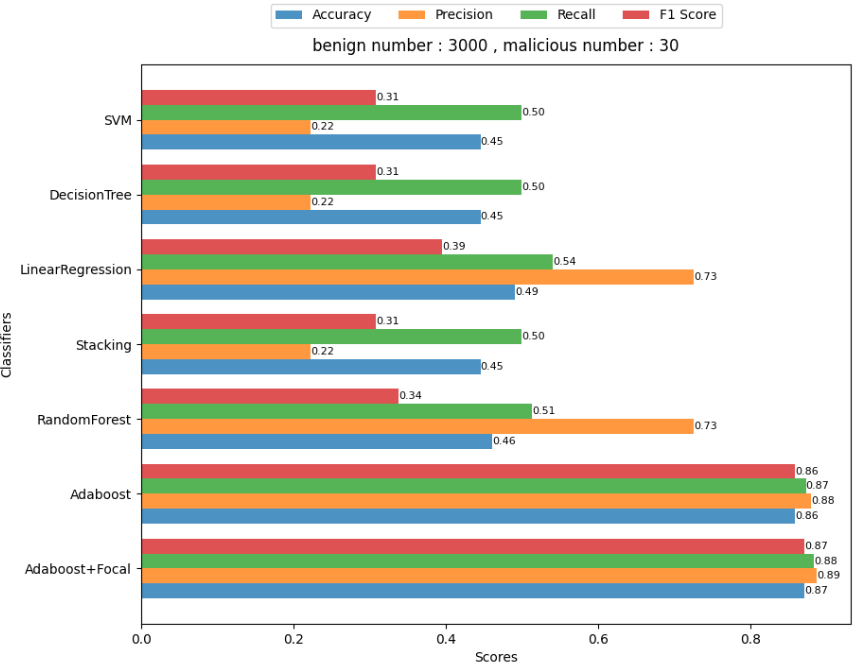 Accuracy Precision Recall F1 Score
benign number : 3000 , malicious number : 30
Classifiers
SVM
0.31
0.50
0.22
0.45
DecisionTree
0.31
0.50
0.22
0.45
LinearRegression
0.39
0.54
0.73
0.49
Stacking
0.31
0.50
0.22
0.45
RandomForest
0.34
0.51
0.73
0.46
Adaboost
0.86
0.87
0.88
0.86
Adaboost+Focal
0.87
0.88
0.89
0.87
0.0 0.2 0.4 0.6 0.8
Scores